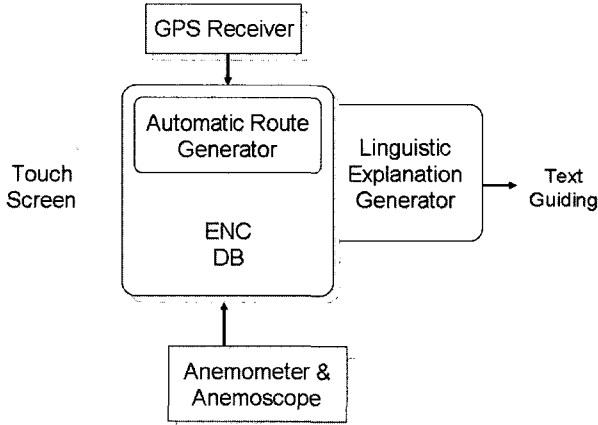 GPS Receiver
Automatic Route
Generator
Linguistic
Explanation
Generator
Touch
Screen
Text
Guiding
ENC
DB
Anemometer &
Anemoscope